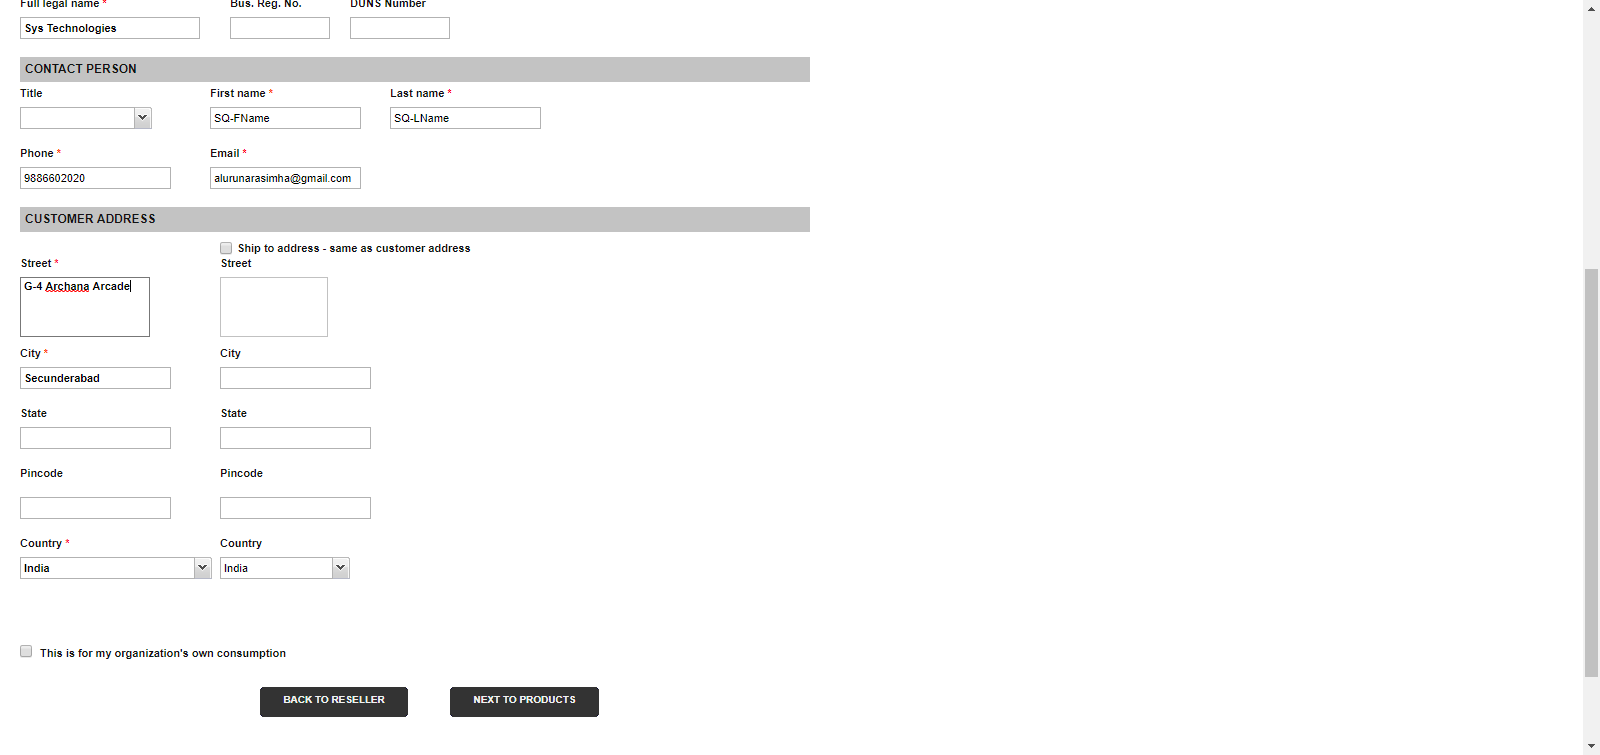 Full legal name * Bus. Reg. No. DUNS Number
Sys Technologies
CONTACT PERSON
Title First name * Last name *
SQ-FName SQ-LName
Phone * Email *
9886602020 alurunarasimha@gmail.com
CUSTOMER ADDRESS
Ship to address - same as customer address
Street * Street
G-4 Archana Arcade
City * City
Secunderabad
State State
Pincode Pincode
Country * Country
India India
This is for my organization's own consumption
BACK TO RESELLER NEXT TO PRODUCTS